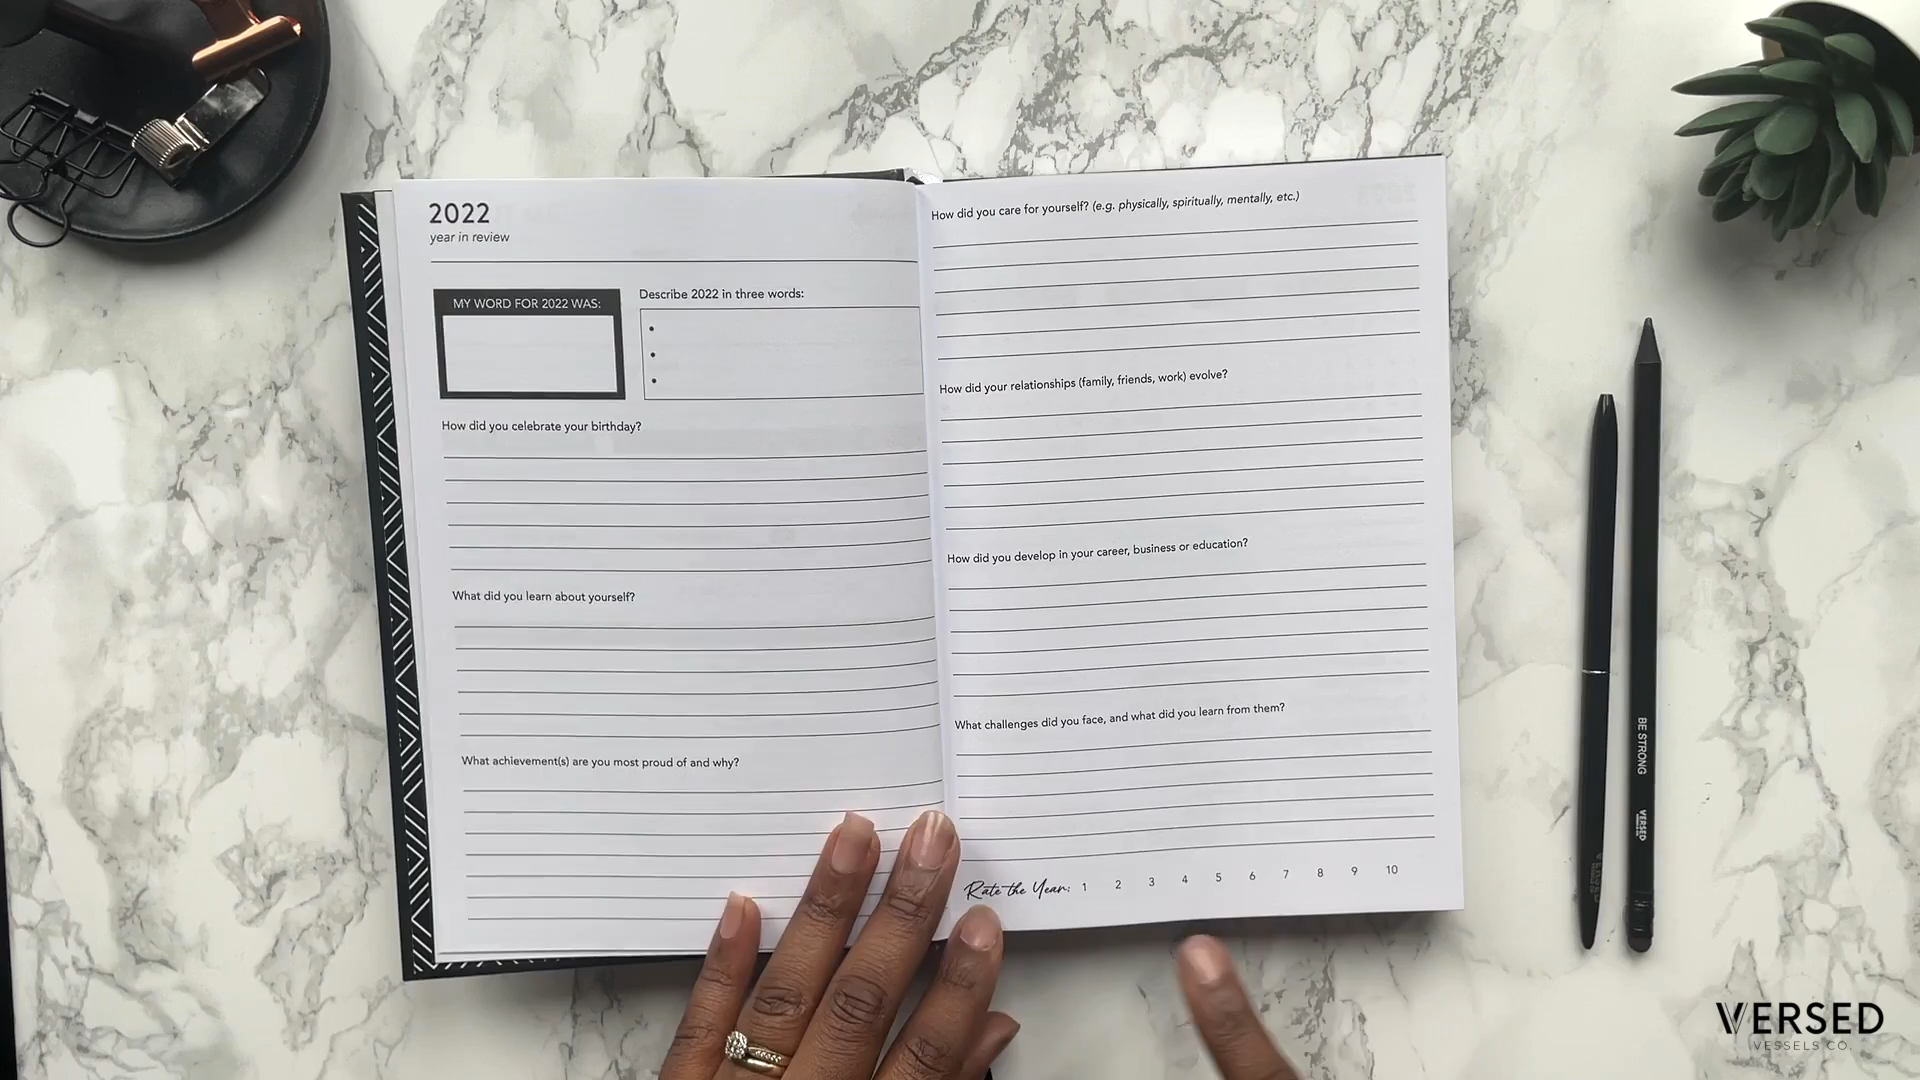 2022
year in review
MY WORD FOR 2022 WAS:
Describe 2022 in three words:
How did you celebrate your birthday?
What did you learn about yourself?
What achievement(s) are you most proud of and why?
How did you care for yourself? (e.g. physically, spiritually, mentally, etc.)
How did your relationships (family, friends, work) evolve?
How did you develop in your career, business or education?
What challenges did you face, and what did you learn from them?
Rate the Year: 1 2 3 4 5 6 7 8 9 10
BE STRONG
VERSED
VERSED
VESSELS CO.